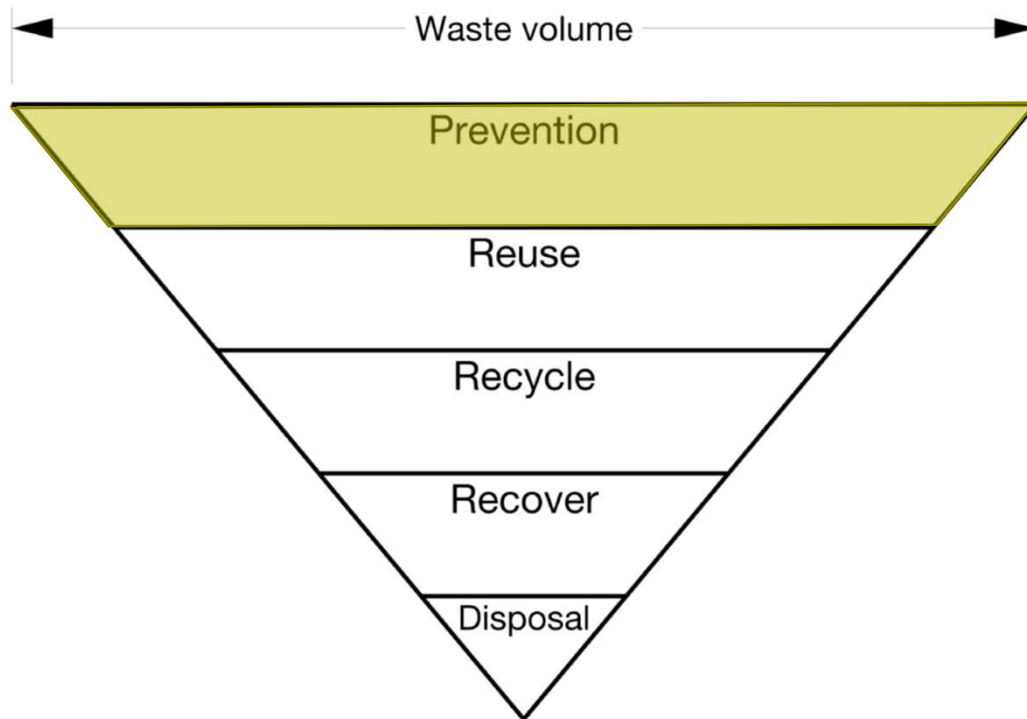 Waste volume
Prevention
Reuse
Recycle
Recover
Disposal